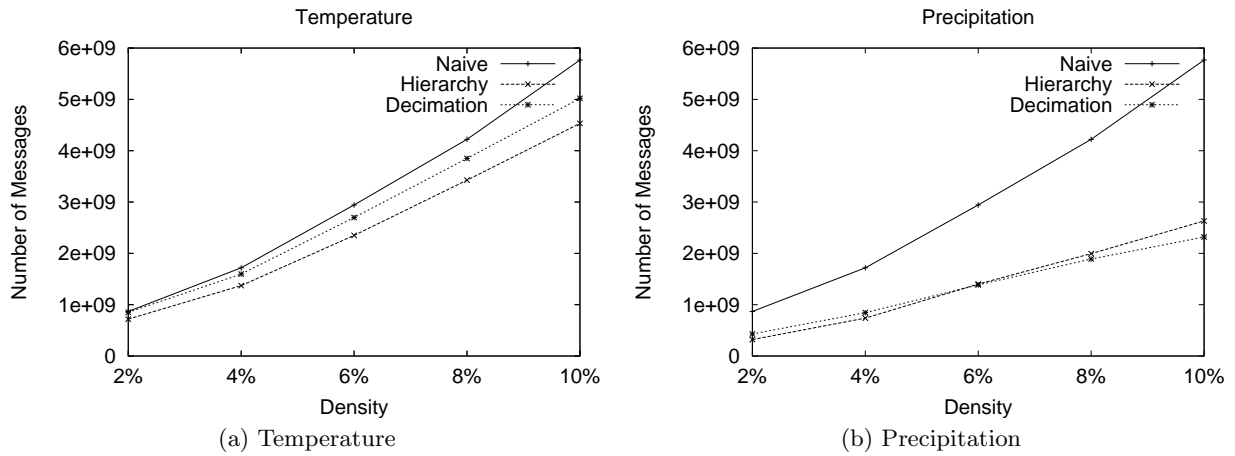 Temperature
6e+09
5e+09
4e+09
3e+09
2e+09
1e+09
0
2%
4%
6%
8%
10%
Number of Messages
Density
Naive
Hierarchy
Decimation
(a) Temperature
Precipitation
6e+09
5e+09
4e+09
3e+09
2e+09
1e+09
0
2%
4%
6%
8%
10%
Number of Messages
Density
Naive
Hierarchy
Decimation
(b) Precipitation